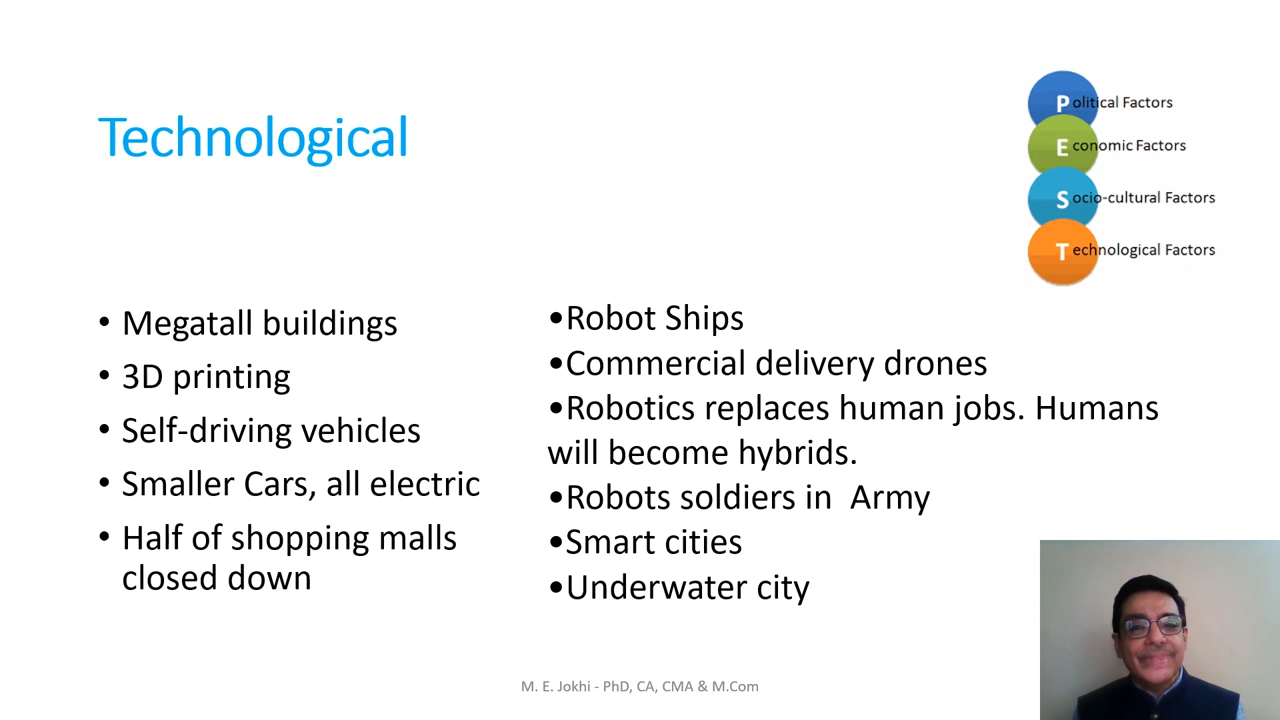 Technological
Political Factors
Economic Factors
Socio-cultural Factors
Technological Factors
• Megatall buildings
• 3D printing
• Self-driving vehicles
• Smaller Cars, all electric
• Half of shopping malls
closed down
•Robot Ships
•Commercial delivery drones
•Robotics replaces human jobs. Humans
will become hybrids.
•Robots soldiers in  Army
•Smart cities
•Underwater city
M. E. Jokhi - PhD, CA, CMA & M.Com